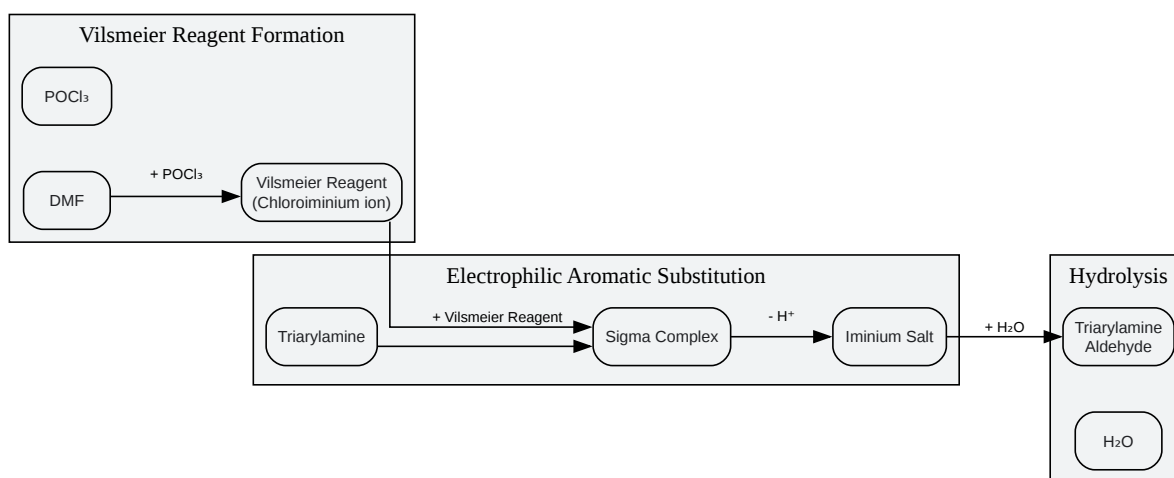 Vilsmeier Reagent Formation
POCl₃
DMF
+ POCl₃
Vilsmeier Reagent
(Chloroiminium ion)
Electrophilic Aromatic Substitution
Triarylamine
+ Vilsmeier Reagent
Sigma Complex
- H⁺
Iminium Salt
+ H₂O
Hydrolysis
Triarylamine
Aldehyde
H₂O